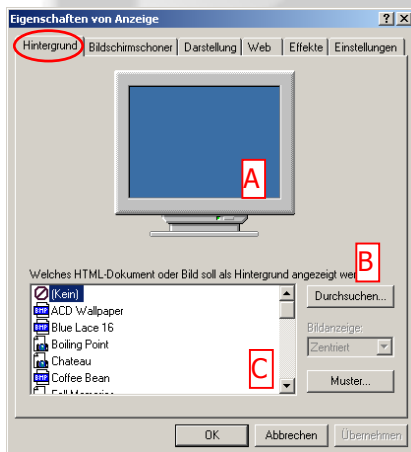 Eigenschaften von Anzeige
Hintergrund Bildschirmschoner Darstellung Web Effekte Einstellungen
A
B
Welches HTML-Dokument oder Bild soll als Hintergrund angezeigt
(Kein)
ACD Wallpaper
Blue Lace 16
Boiling Point
Chateau
Coffee Bean
Durchsuchen...
Bildanzeige:
Zentriert
C
Muster...
OK Abbrechen Übernehmen